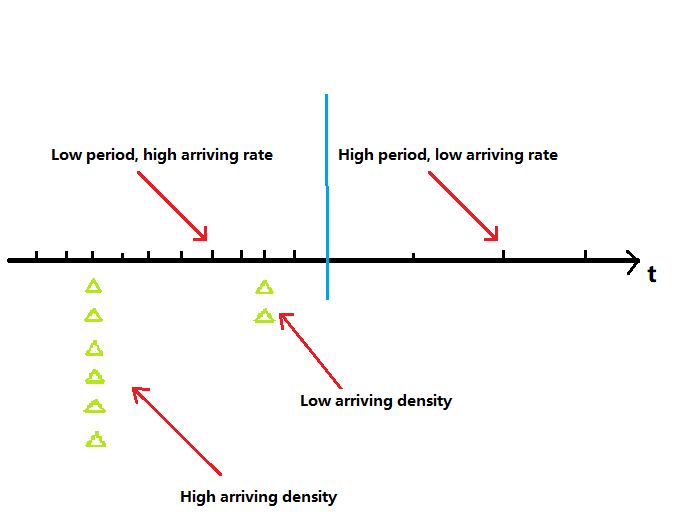 Low period, high arriving rate
High period, low arriving rate
t
Low arriving density
High arriving density